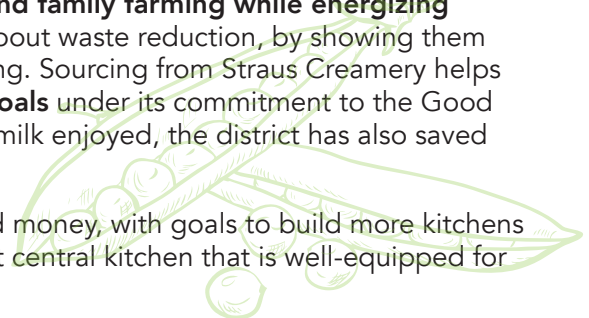 nd family farming while energizing
bout waste reduction, by showing them
ng. Sourcing from Straus Creamery helps
oals under its commitment to the Good
milk enjoyed, the district has also saved
d money, with goals to build more kitchens
t central kitchen that is well-equipped for